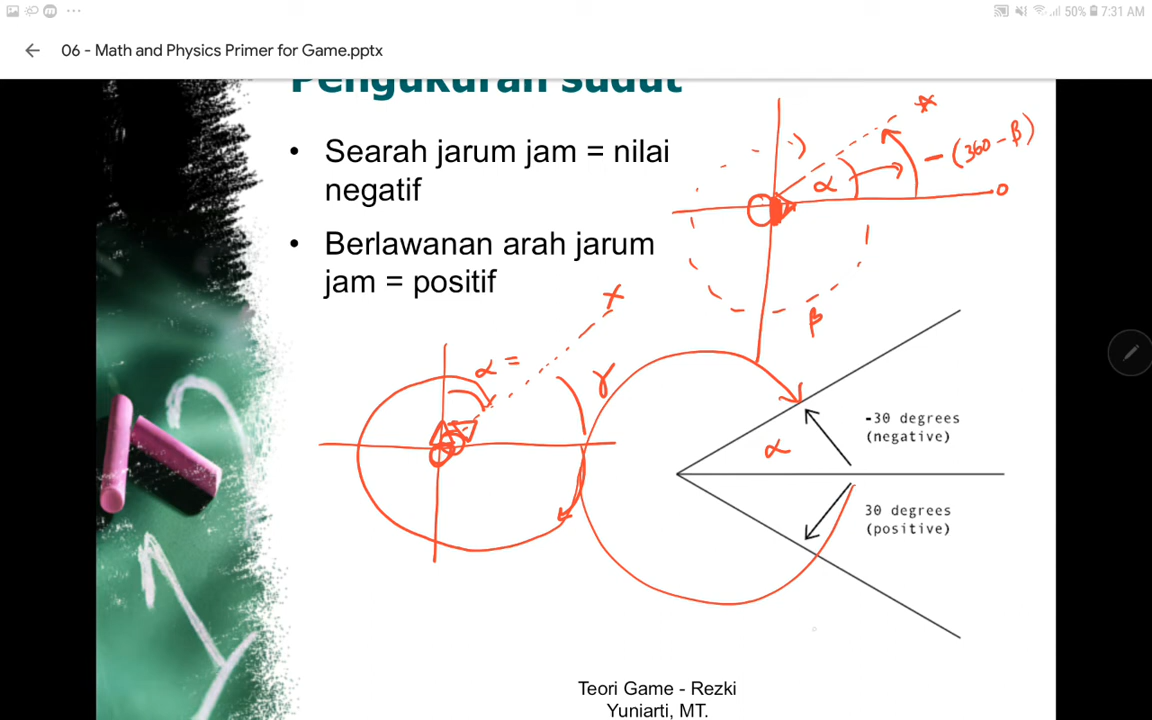 50% 7:31 AM
06 - Math and Physics Primer for Game.pptx
Pengukuran sudut
• Searah jarum jam = nilai
negatif
• Berlawanan arah jarum
jam = positif
α
- (360 - β)
0
β
α =
γ
-30 degrees
(negative)
α
30 degrees
(positive)
Teori Game - Rezki
Yuniarti, MT.